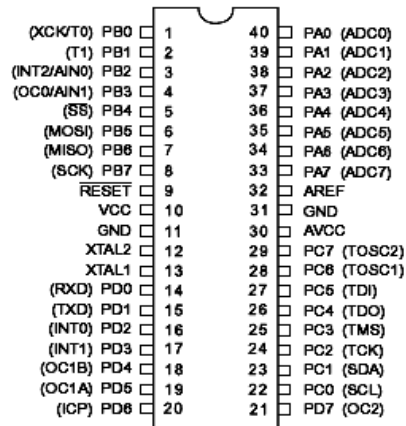 (XCK/T0) PB0 1 40 PA0 (ADC0)
(T1) PB1 2 39 PA1 (ADC1)
(INT2/AIN0) PB2 3 38 PA2 (ADC2)
(OC0/AIN1) PB3 4 37 PA3 (ADC3)
(SS) PB4 5 36 PA4 (ADC4)
(MOSI) PB5 6 35 PA5 (ADC5)
(MISO) PB6 7 34 PA6 (ADC6)
(SCK) PB7 8 33 PA7 (ADC7)
RESET 9 32 AREF
VCC 10 31 GND
GND 11 30 AVCC
XTAL2 12 29 PC7 (TOSC2)
XTAL1 13 28 PC6 (TOSC1)
(RXD) PD0 14 27 PC5 (TDI)
(TXD) PD1 15 26 PC4 (TDO)
(INT0) PD2 16 25 PC3 (TMS)
(INT1) PD3 17 24 PC2 (TCK)
(OC1B) PD4 18 23 PC1 (SDA)
(OC1A) PD5 19 22 PC0 (SCL)
(ICP) PD6 20 21 PD7 (OC2)